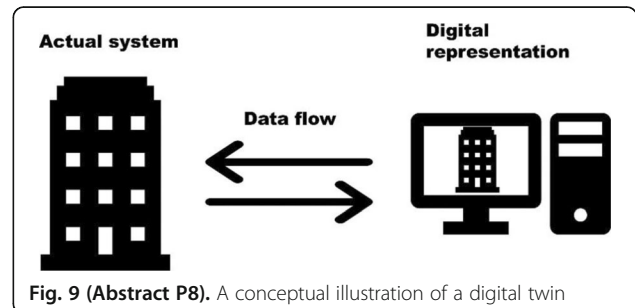 Actual system
Digital
representation
Data flow
Fig. 9 (Abstract P8). A conceptual illustration of a digital twin